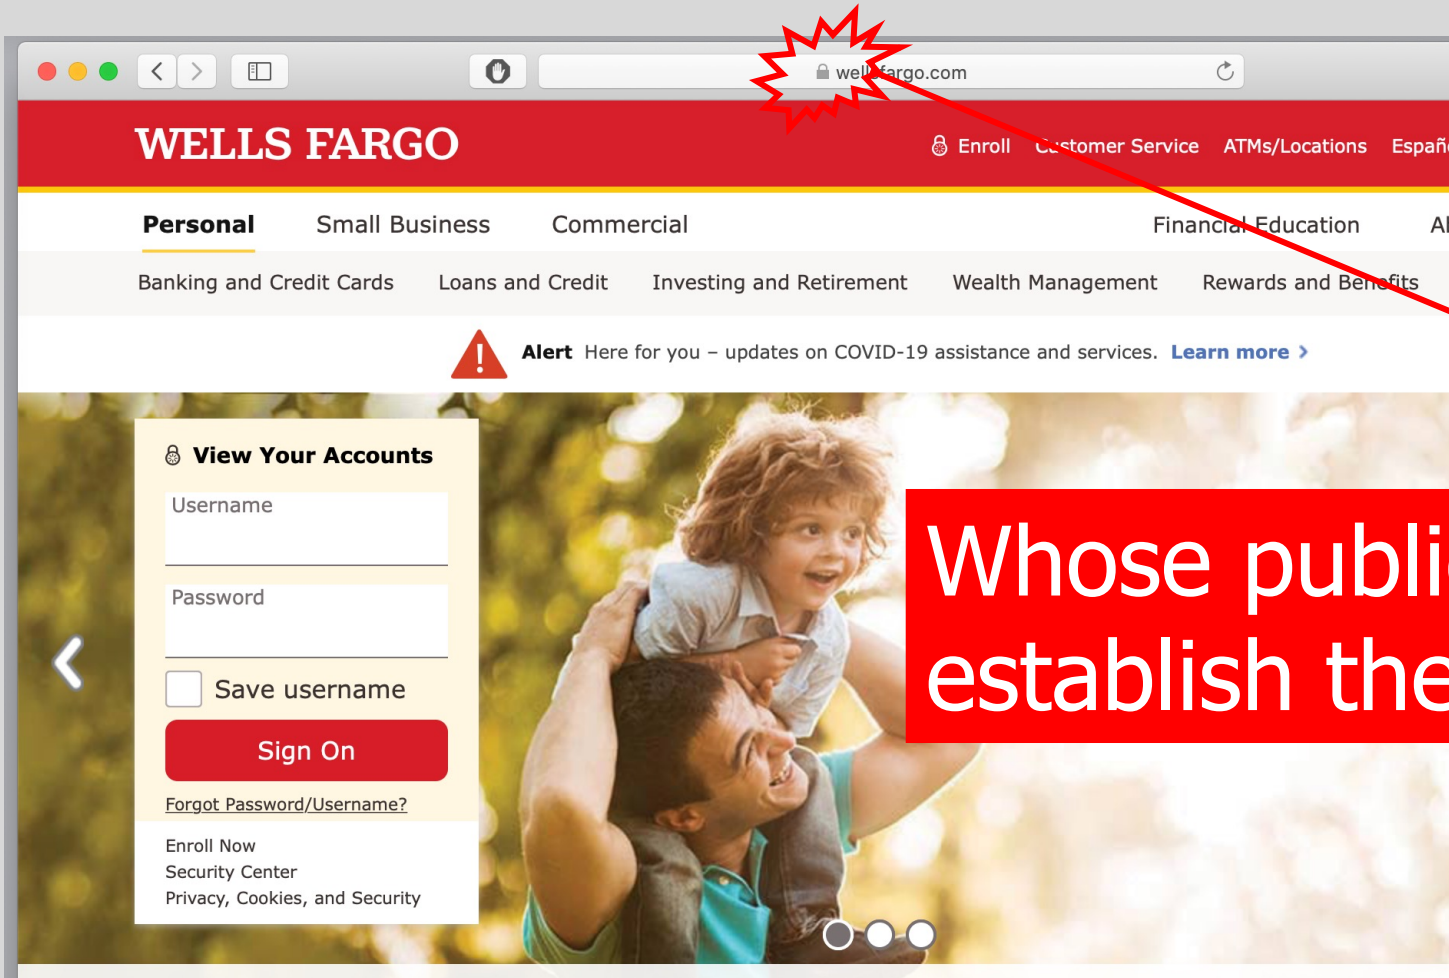 wellsfargo.com
WELLS FARGO
Enroll Customer Service ATMs/Locations
Personal Small Business Commercial Financial Education
Banking and Credit Cards Loans and Credit Investing and Retirement Wealth Management Rewards and Benefits
Alert Here for you – updates on COVID-19 assistance and services. Learn more
View Your Accounts
Username
Password
Save username
Sign On
Forgot Password/Username?
Enroll Now
Security Center
Privacy, Cookies, and Security
Whose
establish the